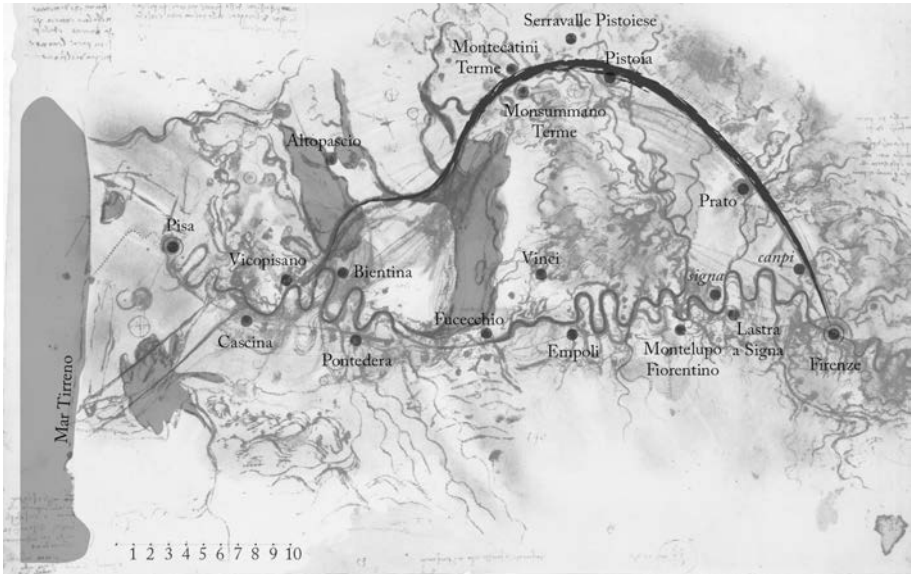 Serravalle Pistoiese
Montecatini
Terme
Pistoia
Monsummano
Terme
Altopascio
Prato
Pisa
Vicopisano
Bientina
Vinci
canpi
signa
Cascina
Pontedera
Fucecchio
Empoli
Montelupo
Fiorentino
Lastra
a Signa
Firenze
Mar Tirreno
1 2 3 4 5 6 7 8 9 10